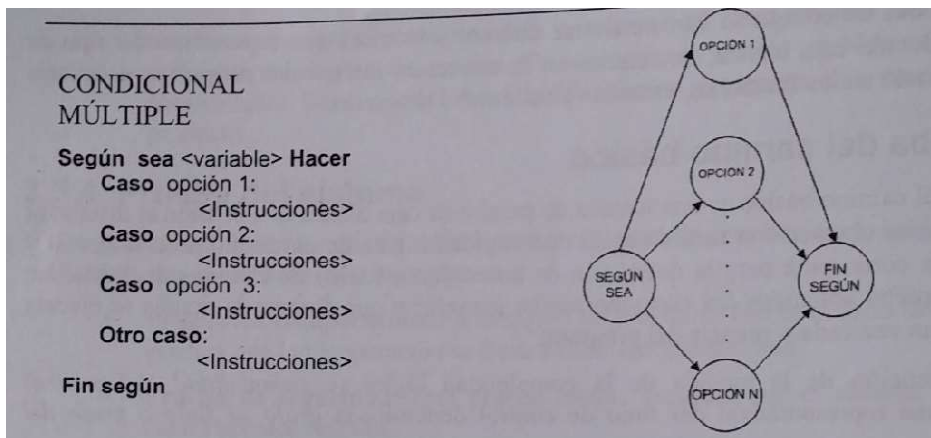 CONDICIONAL
MÚLTIPLE
Según sea <variable> Hacer
Caso opción 1:
<Instrucciones>
Caso opción 2:
<Instrucciones>
Caso opción 3:
<Instrucciones>
Otro caso:
<Instrucciones>
Fin según
OPCION 1
OPCION 2
SEGÚN
SEA
FIN
SEGÚN
OPCION N